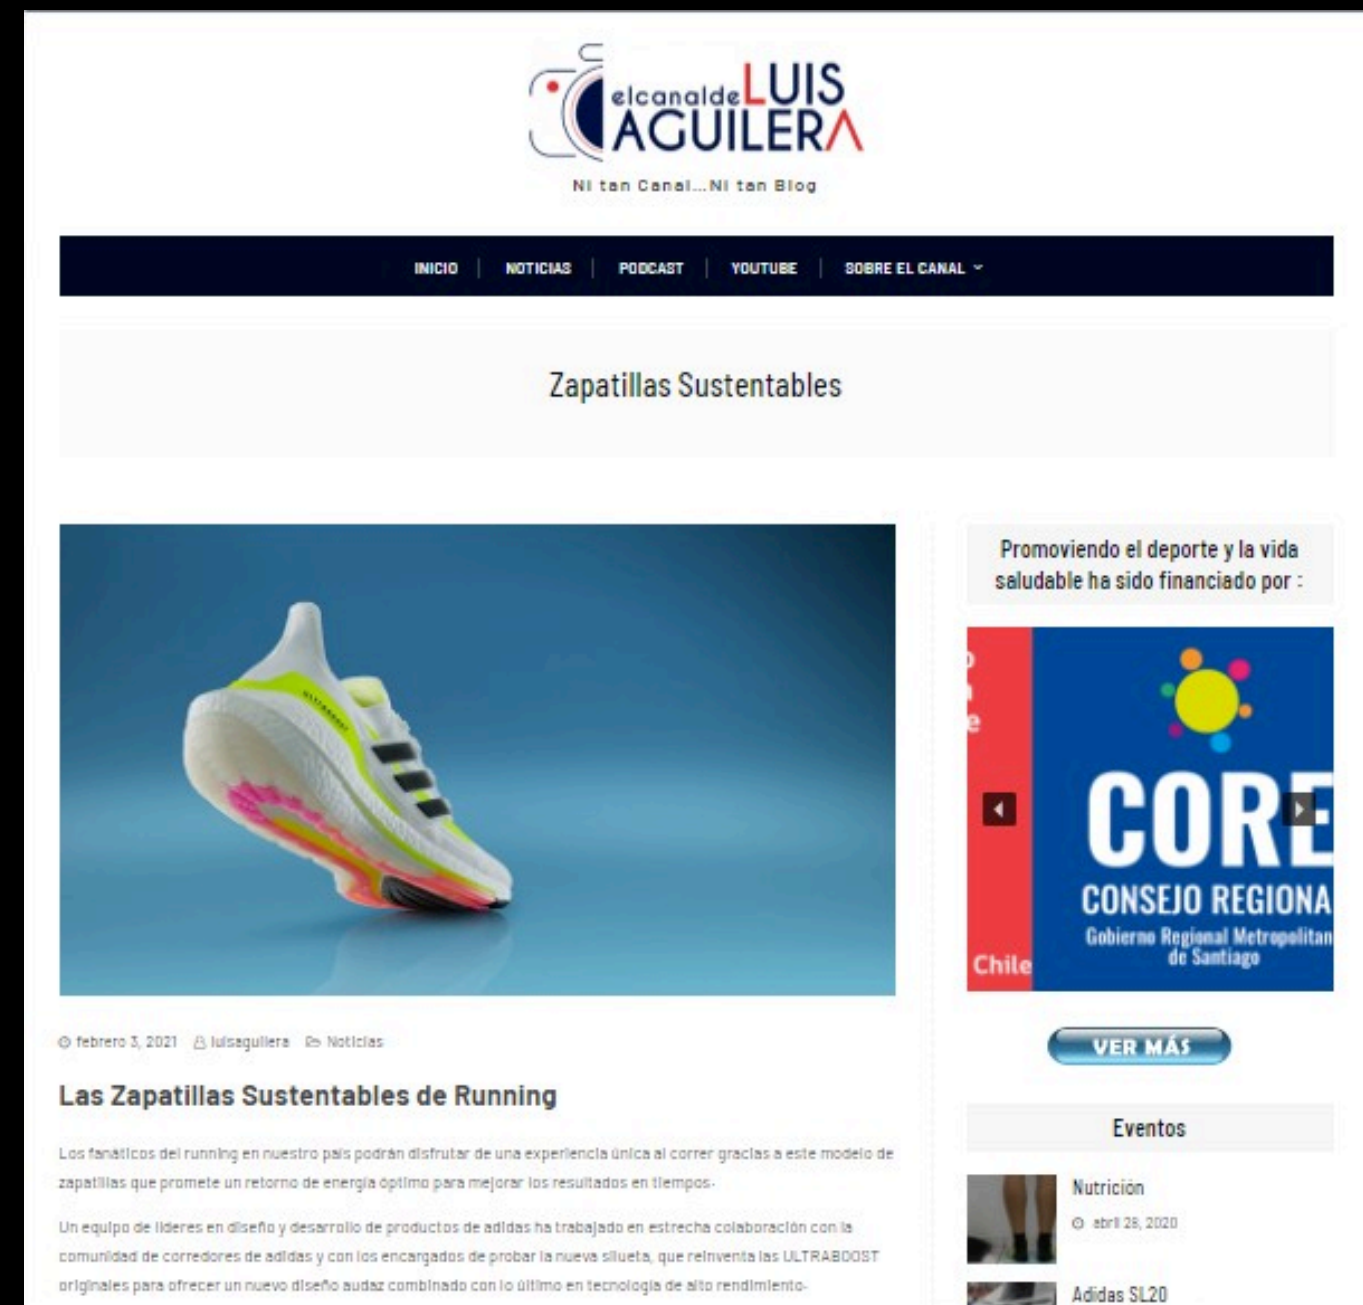 elcanaldeLUIS
AGUILERA
Ni tan Canal...Ni tan Blog
INICIO
NOTICIAS
PODCAST
YOUTUBE
SOBRE EL CANAL
Zapatillas Sustentables
ULTRABOOST
febrero 3, 2021 luisaguilera Noticias
Las Zapatillas Sustentables de Running
Los fanáticos del running en nuestro país podrán disfrutar de una experiencia única al correr gracias a este modelo de
zapatillas que promete un retorno de energía óptimo para mejorar los resultados en tiempos.
Un equipo de líderes en diseño y desarrollo de productos de adidas ha trabajado en estrecha colaboración con la
comunidad de corredores de adidas y con los encargados de probar la nueva silueta, que reinventa las ULTRABOOST
originales para ofrecer un nuevo diseño audaz combinado con lo último en tecnología de alto rendimiento.
Promoviendo el deporte y la vida
saludable ha sido financiado por :
o
a
e
Chile
CORE
CONSEJO REGIONA
Gobierno Regional Metropolitan
de Santiago
VER MÁS
Eventos
Nutrición
abril 28, 2020
Adidas SL20